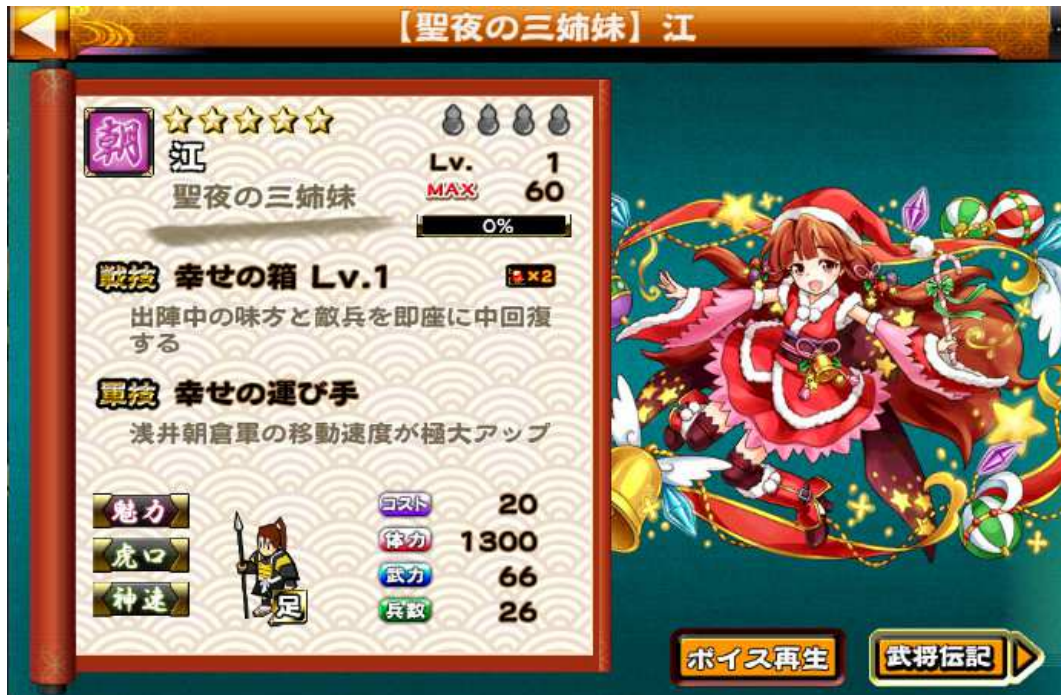 【聖夜の三姉妹】江
朝
江
聖夜の三姉妹
Lv. 1
MAX 60
0%
戦技 幸せの箱 Lv.1
×2
出陣中の味方と敵兵を即座に中回復
する
軍技 幸せの運び手
浅井朝倉軍の移動速度が極大アップ
魅力
虎口
神速
足
コスト 20
体力 1300
武力 66
兵数 26
ボイス再生
武将伝記